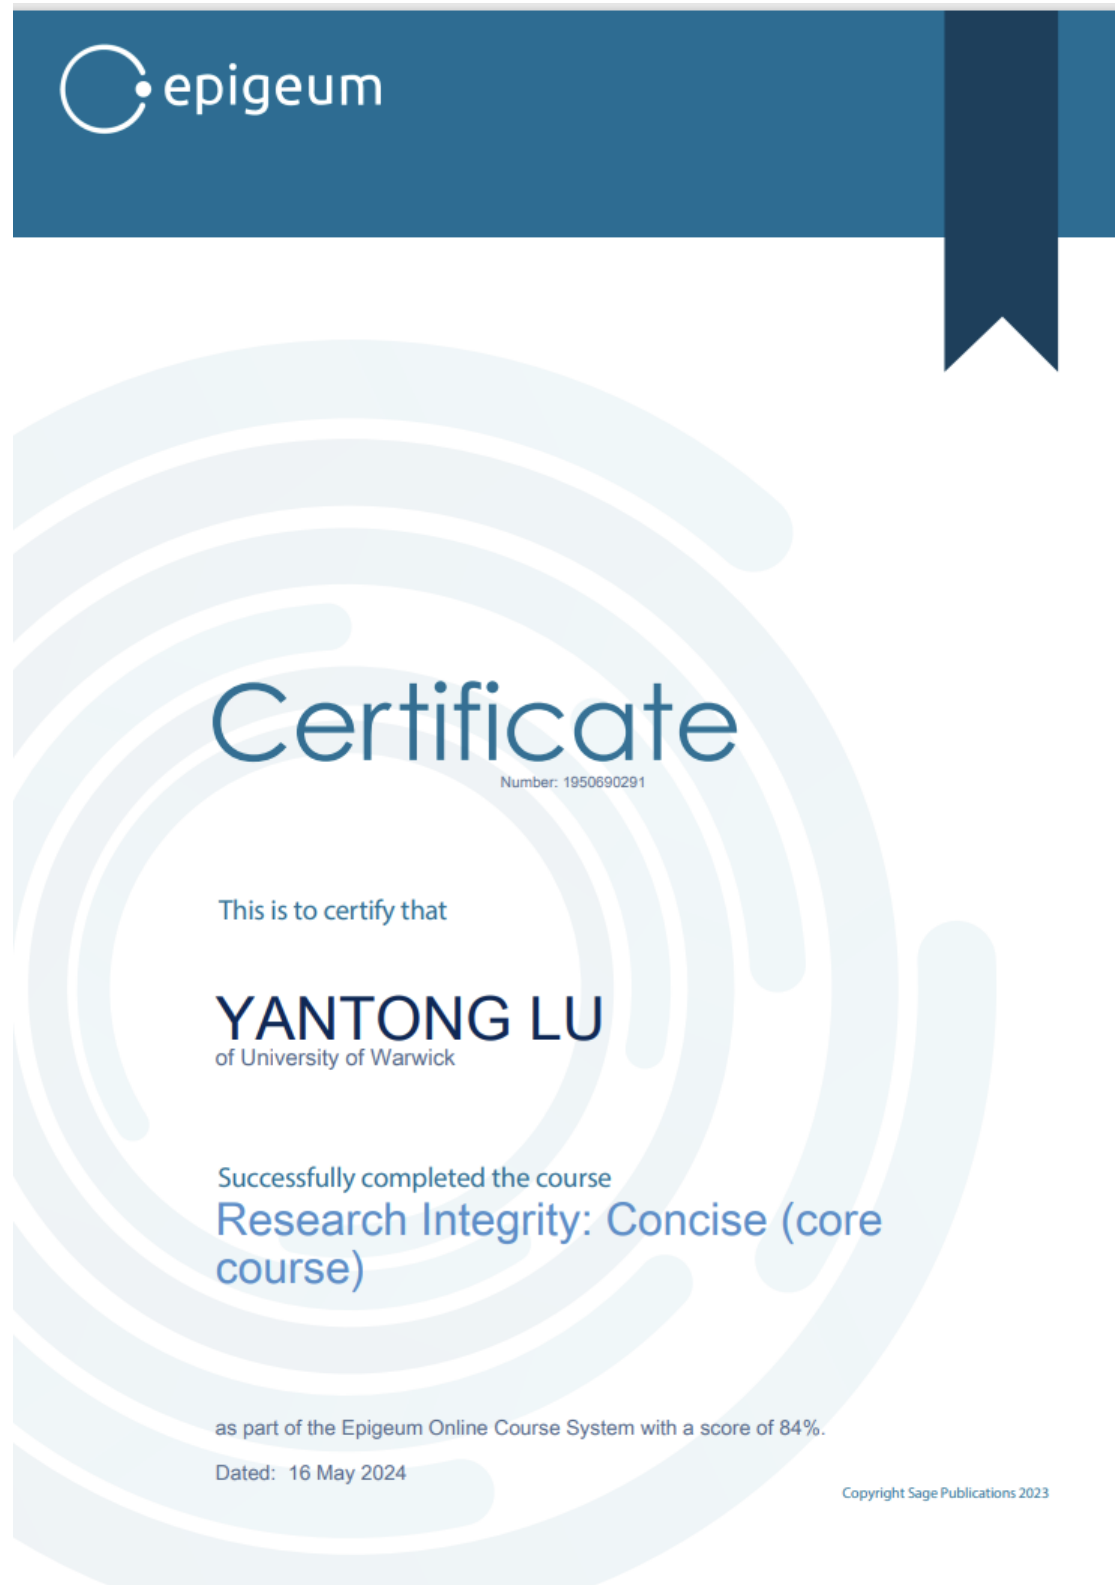 epigeum
Certificate
Number: 1950690291
This is to certify that
YANTONG LU
of University of Warwick
Successfully completed the course
Research Integrity: Concise (core
course)
as part of the Epigeum Online Course System with a score of 84%.
Dated: 16 May 2024
Copyright Sage Publications 2023